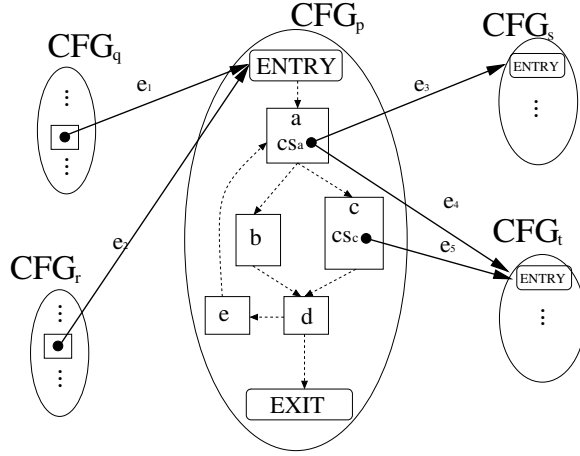 CFGp
CFGq
CFGs
ENTRY
ENTRY
e1
e3
a
csa
c
e4
b
csc
e2
e5
CFGt
CFGr
ENTRY
e
d
EXIT